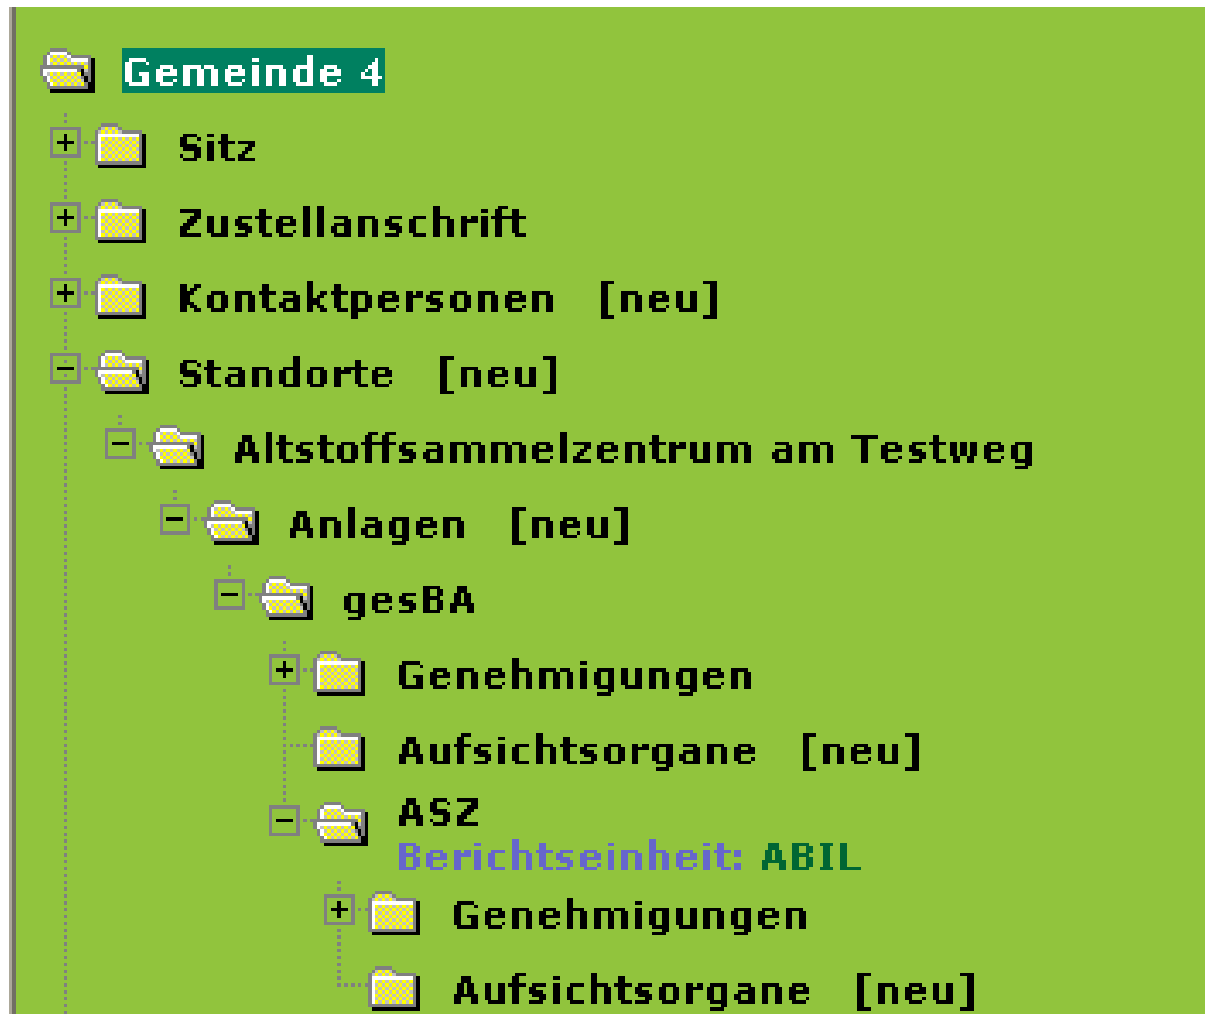 Gemeinde 4
Sitz
Zustellanschrift
Kontaktpersonen [neu]
Standorte [neu]
Altstoffsammelzentrum am Testweg
Anlagen [neu]
gesBA
Genehmigungen
Aufsichtsorgane [neu]
ASZ
Berichtseinheit: ABIL
Genehmigungen
Aufsichtsorgane [neu]